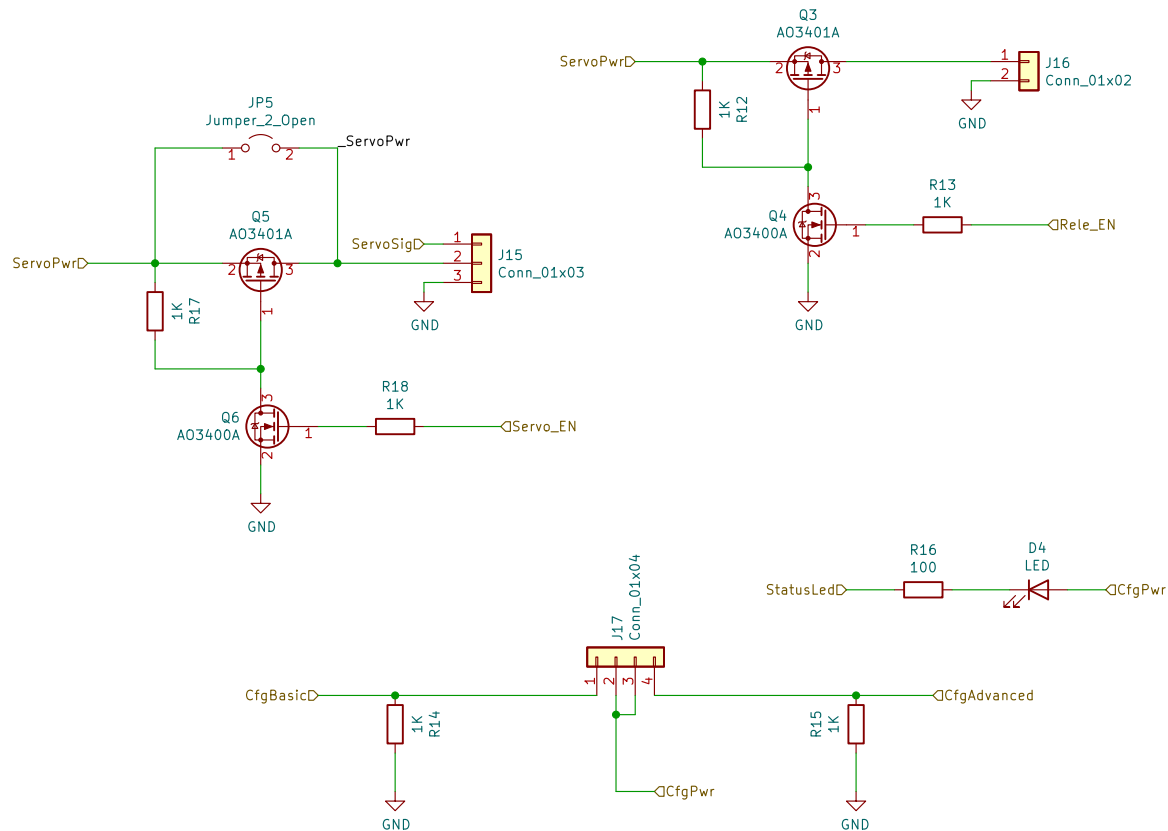 Q3
AO3401A
ServoPwr
2
3
1
1
2
J16
Conn_01x02
GND
1K
R12
R13
1K
3
Q4
AO3400A
1
Rele_EN
2
GND
JP5
Jumper_2_Open
1
2
_ServoPwr
Q5
AO3401A
ServoPwr
2
3
1
ServoSig
1
2
3
J15
Conn_01x03
GND
1K
R17
R18
1K
3
Q6
AO3400A
1
Servo_EN
2
GND
R16
100
D4
LED
StatusLed
CfgPwr
J17
Conn_01x04
1
2
3
4
CfgBasic
CfgAdvanced
1K
R14
R15
1K
CfgPwr
GND
GND